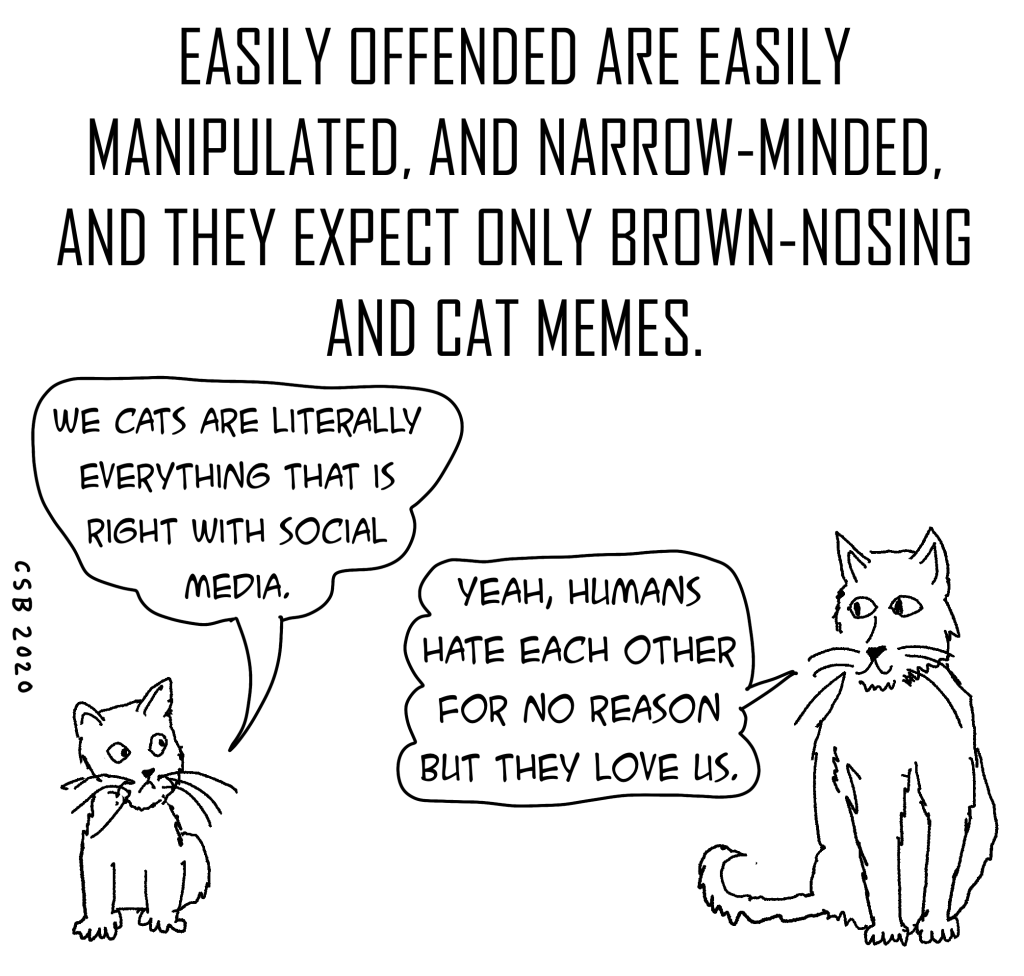 EASILY OFFENDED ARE EASILY
MANIPULATED, AND NARROW-MINDED,
AND THEY EXPECT ONLY BROWN-NOSING
AND CAT MEMES.
WE CATS ARE LITERALLY
EVERYTHING THAT IS
RIGHT WITH SOCIAL
MEDIA.
YEAH, HUMANS
HATE EACH OTHER
FOR NO REASON
BUT THEY LOVE US.
CSB 2020